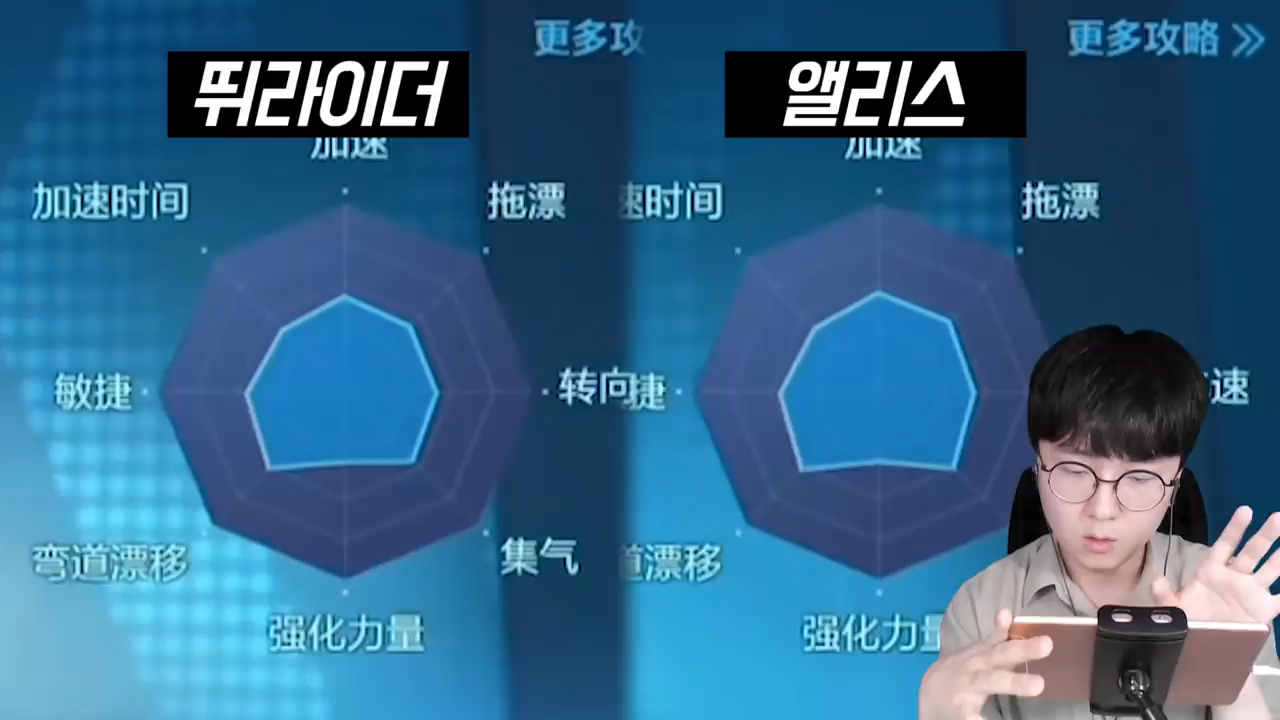 更多攻
更多攻略
뛰라이더
앨리스
加速
加速
加速时间
拖漂
速时间
拖漂
敏捷
转向
捷
速
弯道漂移
集气
道漂移
强化力量
强化力量